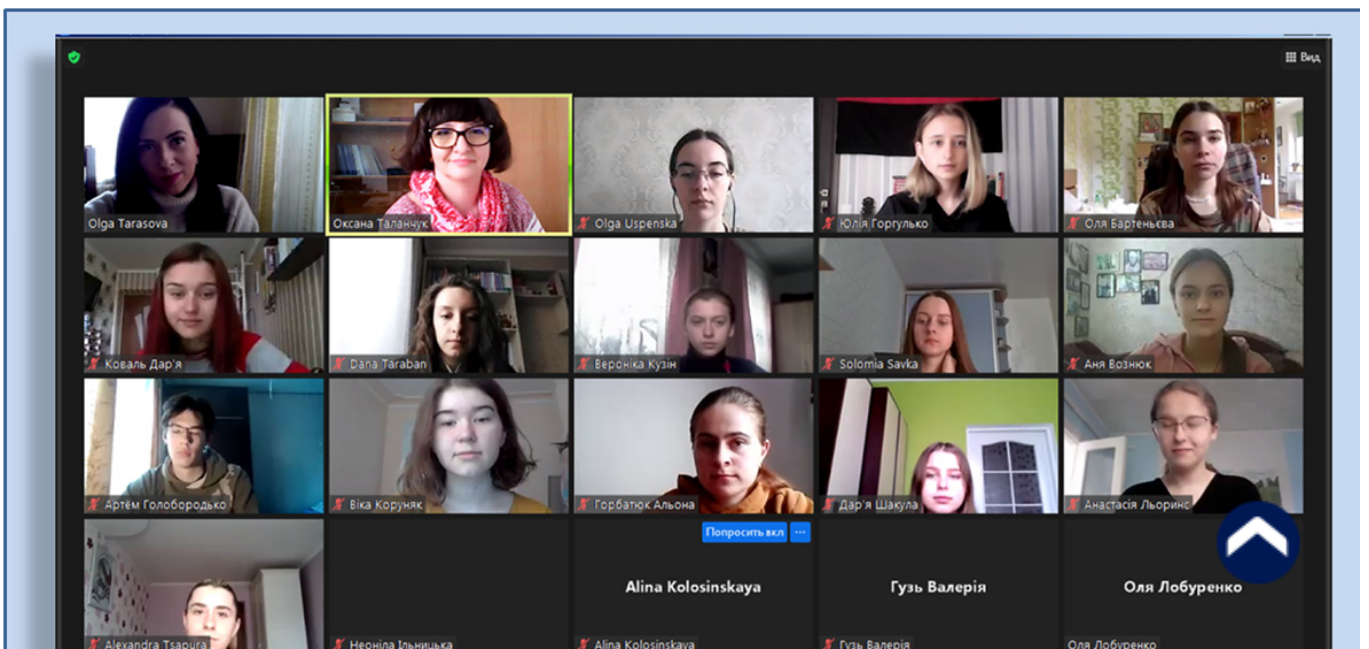 Вид
Olga Tarasova
Оксана Таланчук
Olga Uspenska
Юлія Горгулько
Оля Бартеньєва
Коваль Дар'я
Dana Taraban
Вероніка Кузін
Solomia Savka
Аня Вознюк
Артём Голобородько
Віка Коруняк
Горбатюк Альона
Дар'я Шакула
Анастасія Льоринс
Попросить вкл ...
Alina Kolosinskaya
Гузь Валерія
Оля Лобуренко
Alexandra Tsapura
Неоніла Ільницька
Alina Kolosinskaya
Гузь Валерія
Оля Лобуренко